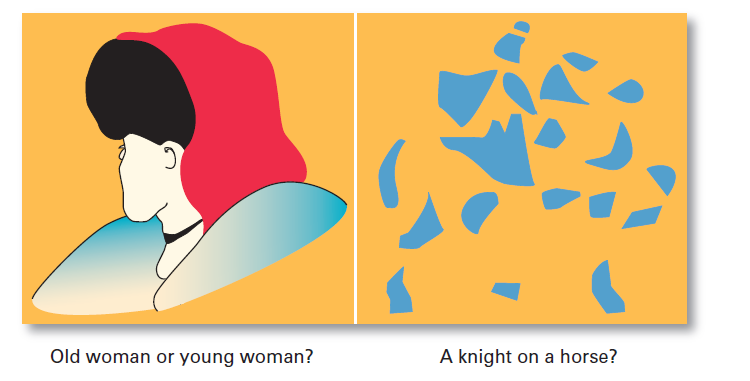 Old woman or young woman?
A knight on a horse?